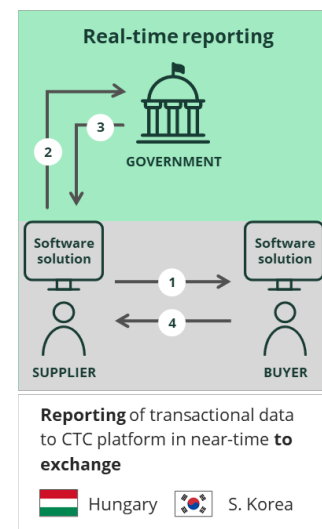 Real-time reporting
3
2
GOVERNMENT
Software
solution
Software
solution
1
4
SUPPLIER
BUYER
Reporting of transactional data
to CTC platform in near-time to
exchange
Hungary
S. Korea